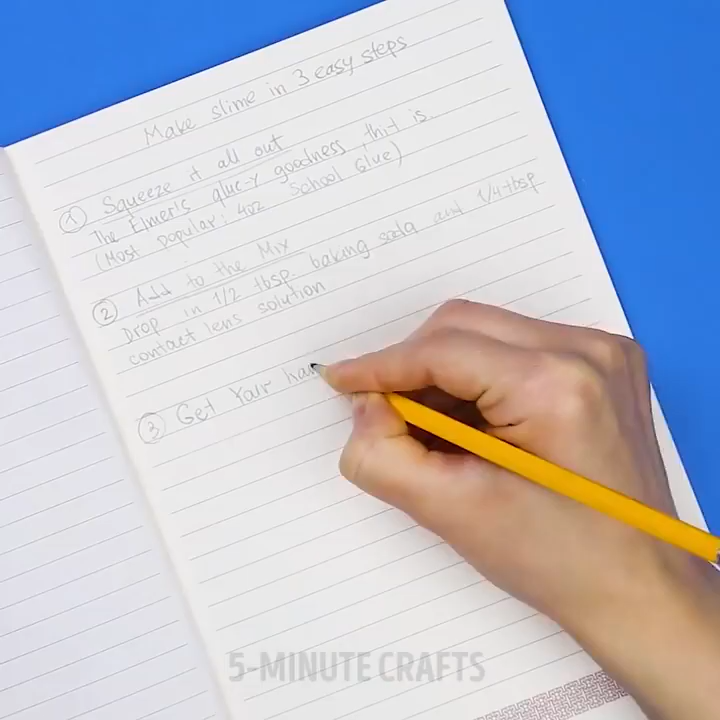 Make slime in 3 easy steps
① Squeeze it all out
The Elmer's glue-y goodness, thi-t is.
(Most popular: 4oz School Glue)
② Add to the Mix
Drop in 1/2 tbsp. baking soda and 1/4 tbsp
contact lens solution
③ Get Your ha
5-MINUTE CRAFTS